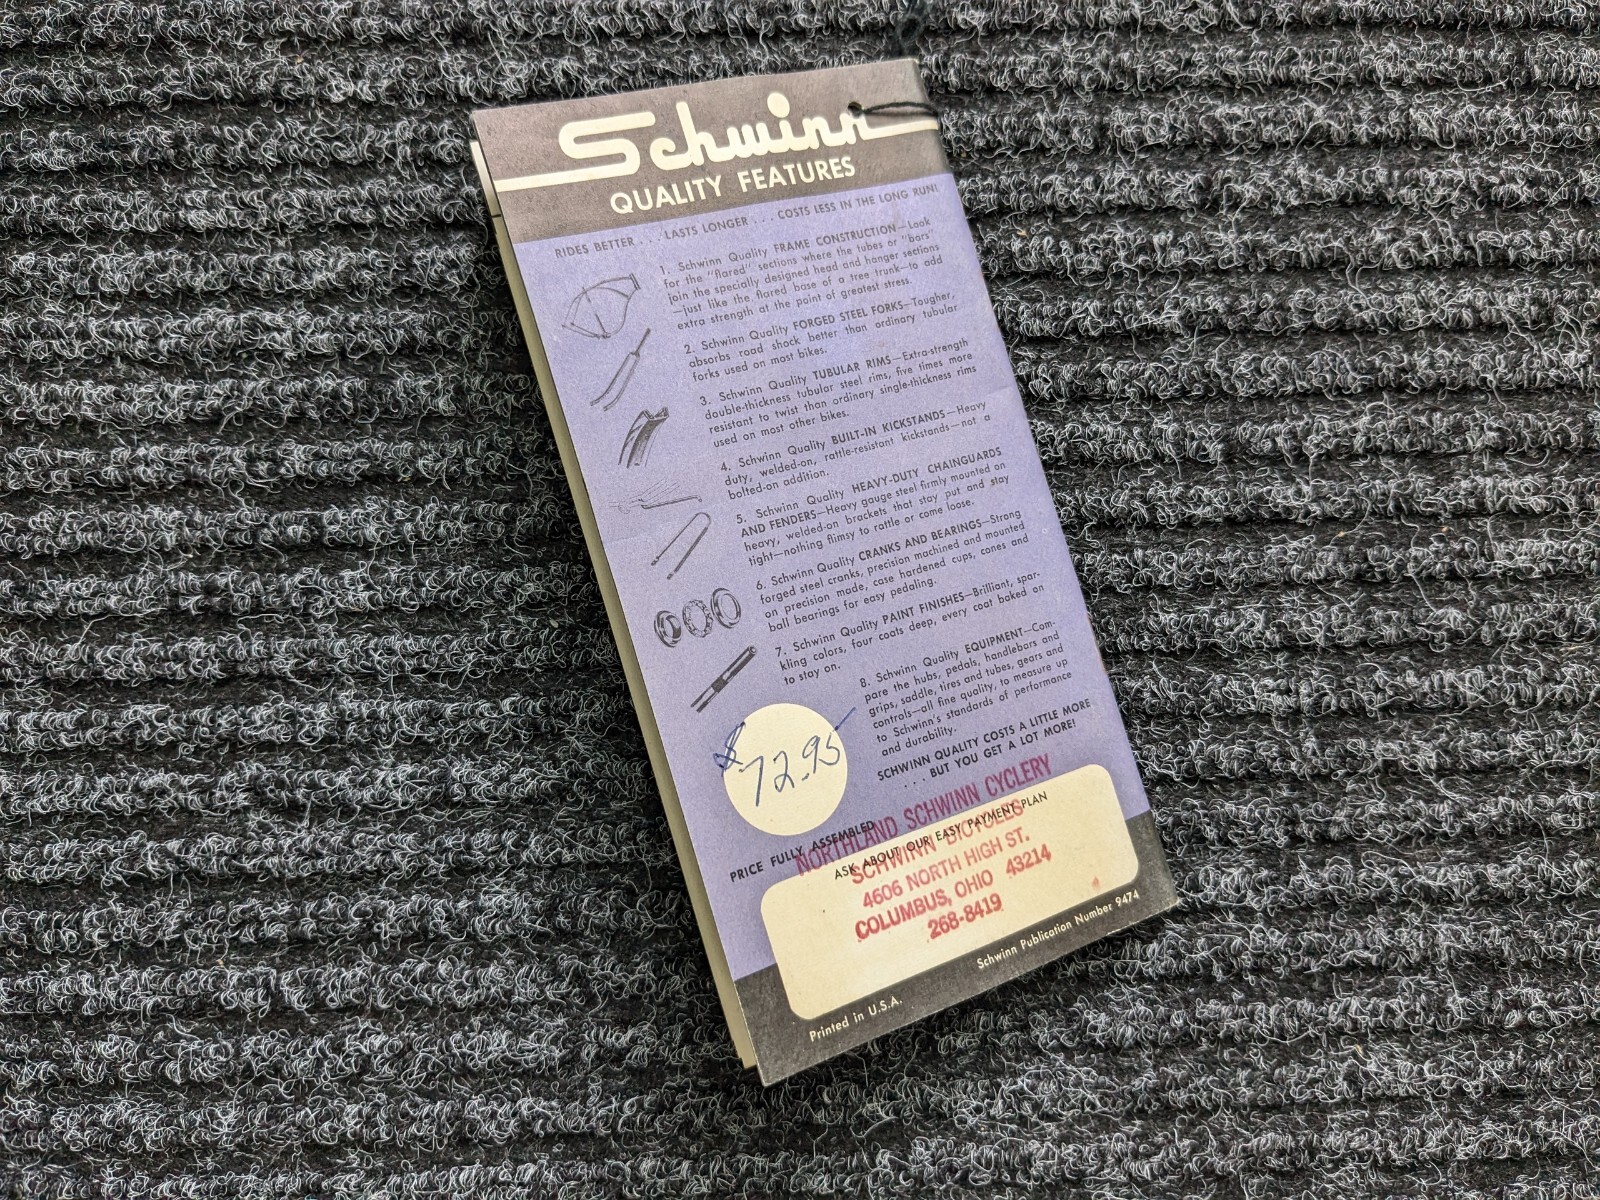 Schwinn
QUALITY FEATURES
RIDES BETTER . . . LASTS LONGER . . . COSTS LESS IN THE LONG RUN!
1. Schwinn Quality FRAME CONSTRUCTION—Look
for the "flared" sections where the tubes or "bars"
join the specially designed head and hanger sections
—just like the flared base of a tree trunk—to add
extra strength at the point of greatest stress.
2. Schwinn Quality FORGED STEEL FORKS—Tougher,
absorbs road shock better than ordinary tubular
forks used on most bikes.
3. Schwinn Quality TUBULAR RIMS—Extra-strength
double-thickness tubular steel rims, five times more
resistant to twist than ordinary single-thickness rims
used on most other bikes.
4. Schwinn Quality BUILT-IN KICKSTANDS—Heavy
duty, welded-on, rattle-resistant kickstands—not a
bolted-on addition.
5. Schwinn Quality HEAVY-DUTY CHAINGUARDS
AND FENDERS—Heavy gauge steel firmly mounted on
heavy, welded-on brackets that stay put and stay
tight—nothing flimsy to rattle or come loose.
6. Schwinn Quality CRANKS AND BEARINGS—Strong
forged steel cranks, precision machined and mounted
on precision made, case hardened cups, cones and
ball bearings for easy pedaling.
7. Schwinn Quality PAINT FINISHES—Brilliant, spar-
kling colors, four coats deep, every coat baked on
to stay on.
8. Schwinn Quality EQUIPMENT—Com-
pare the hubs, pedals, handlebars and
grips, saddle, tires and tubes, gears and
controls—all fine quality, to measure up
to Schwinn's standards of performance
and durability.
SCHWINN QUALITY COSTS A LITTLE MORE
. . . BUT YOU GET A LOT MORE!
$72.95
PRICE FULLY ASSEMBLED
ASK ABOUT OUR EASY PAYMENT PLAN
NORTHLAND SCHWINN CYCLERY
SCHWINN BICYCLES
4606 NORTH HIGH ST.
COLUMBUS, OHIO 43214
268-8419
Schwinn Publication Number 9474
Printed in U.S.A.